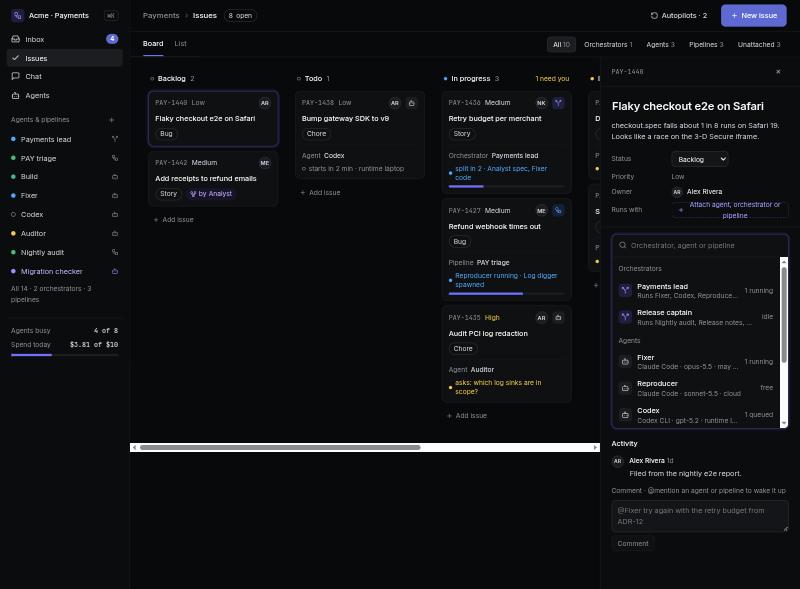 Acme · Payments
⌘K
Inbox
4
Issues
Chat
Agents
Agents & pipelines
+
Payments lead
PAY triage
Build
Fixer
Codex
Auditor
Nightly audit
Migration checker
All 14 · 2 orchestrators · 3
pipelines
Agents busy
4 of 8
Spend today
$3.81 of $10
Payments › Issues
8 open
Autopilots · 2
+ New issue
Board
List
All 10
Orchestrators 1
Agents 3
Pipelines 3
Unattached 3
Backlog 2
PAY-1440 Low
AR
Flaky checkout e2e on Safari
Bug
PAY-1442 Medium
ME
Add receipts to refund emails
Story
by Analyst
+ Add issue
Todo 1
PAY-1438 Low
AR
Bump gateway SDK to v9
Chore
Agent Codex
starts in 2 min · runtime laptop
+ Add issue
In progress 3
1 need you
PAY-1436 Medium
NK
Retry budget per merchant
Story
Orchestrator Payments lead
split in 2 · Analyst spec, Fixer
code
PAY-1427 Medium
ME
Refund webhook times out
Bug
Pipeline PAY triage
Reproducer running · Log digger
spawned
PAY-1435 High
AR
Audit PCI log redaction
Chore
Agent Auditor
asks: which log sinks are in
scope?
+ Add issue
PAY-1440
×
Flaky checkout e2e on Safari
checkout.spec fails about 1 in 8 runs on Safari 19.
Looks like a race on the 3-D Secure iframe.
Status
Backlog
Priority
Low
Owner
AR Alex Rivera
Runs with
+ Attach agent, orchestrator or
pipeline
Orchestrator, agent or pipeline
Orchestrators
Payments lead
Runs Fixer, Codex, Reproduce...
1 running
Release captain
Runs Nightly audit, Release notes, ...
idle
Agents
Fixer
Claude Code · opus-5.5 · may ...
1 running
Reproducer
Claude Code · sonnet-5.5 · cloud
free
Codex
Codex CLI · gpt-5.2 · runtime l...
1 queued
Activity
AR
Alex Rivera 1d
Filed from the nightly e2e report.
Comment · @mention an agent or pipeline to wake it up
@Fixer try again with the retry budget from
ADR-12
Comment